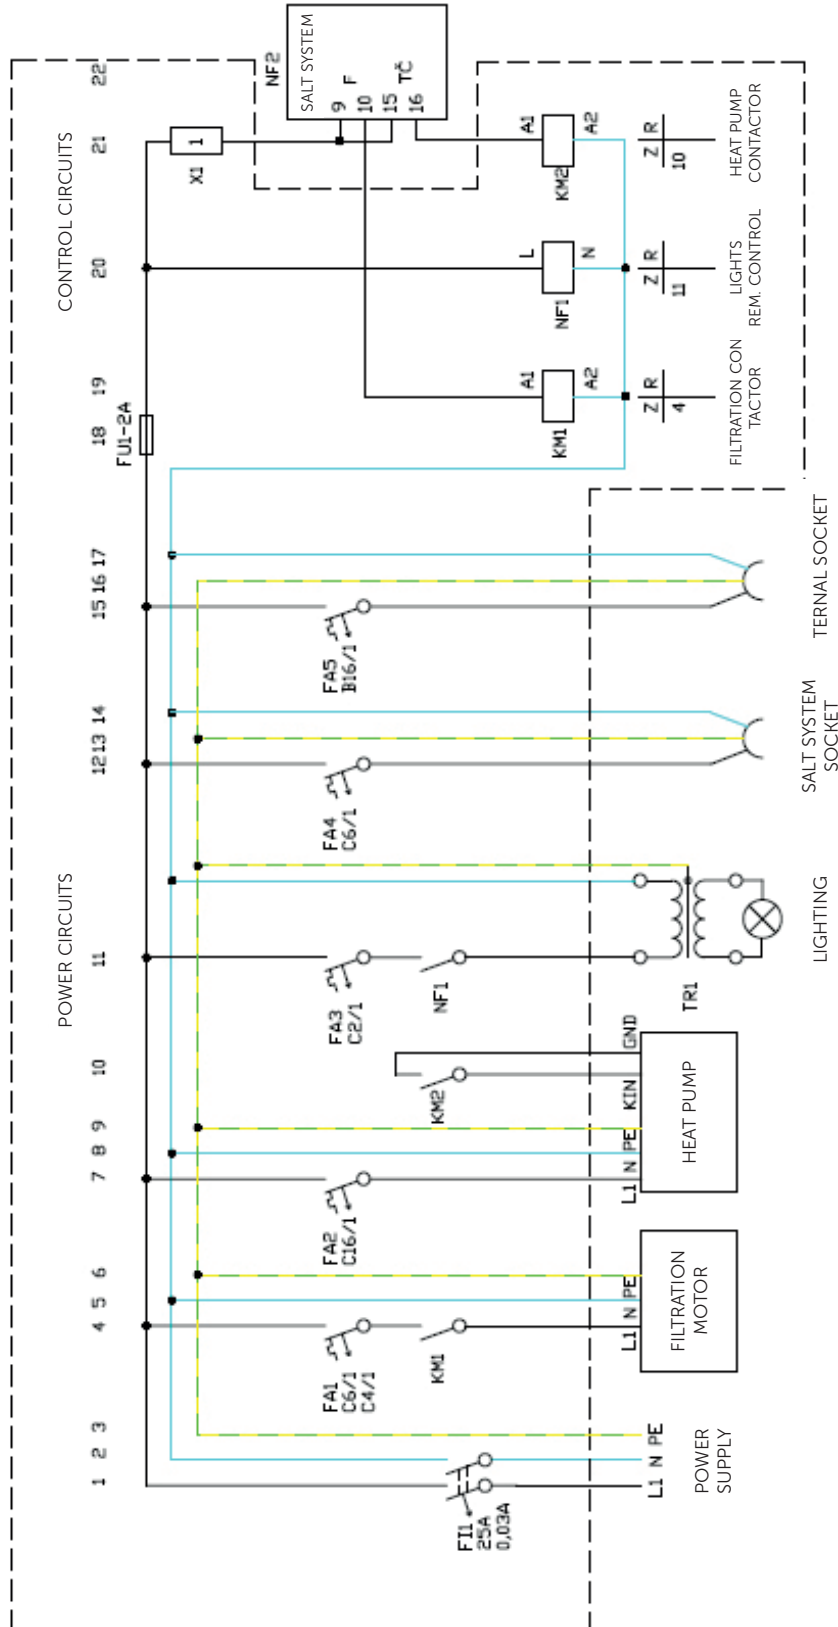 POWER CIRCUITS
CONTROL CIRCUITS
1 2 3 4 5 6 7 8 9 10 11 12 13 14 15 16 17 18 19 20 21 22
FU1-2A
X1
1
NF2
SALT SYSTEM
9
10
15
16
F
TČ
FI1
25A
0,03A
FA1
C6/1
C4/1
KM1
FA2
C16/1
KM2
FA3
C2/1
NF1
FA4
C6/1
FA5
B16/1
KM1
A1
A2
NF1
L
N
KM2
A1
A2
L1 N PE
POWER
SUPPLY
L1 N PE
FILTRATION
MOTOR
L1 N PE KIN GND
HEAT PUMP
TR1
LIGHTING
SALT SYSTEM
SOCKET
TERNAL SOCKET
Z R
4
FILTRATION CON
TACTOR
Z R
11
LIGHTS
REM. CONTROL
Z R
10
HEAT PUMP
CONTACTOR